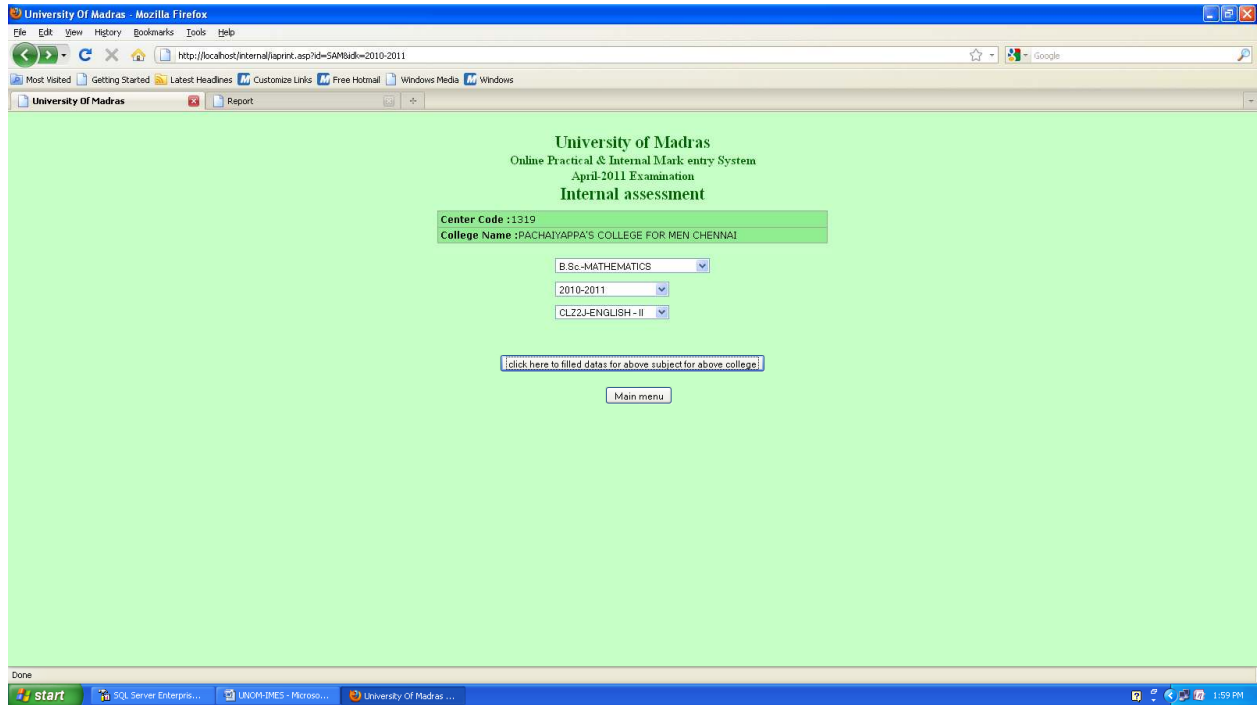 University Of Madras - Mozilla Firefox
File Edit View History Bookmarks Tools Help
http://localhost/internal/iaprint.asp?id=SAM&idk=2010-2011
Google
Most Visited Getting Started Latest Headlines Customize Links Free Hotmail Windows Media Windows
University Of Madras Report
University of Madras
Online Practical & Internal Mark entry System
April-2011 Examination
Internal assessment
Center Code :1319
College Name :PACHAIYAPPA'S COLLEGE FOR MEN CHENNAI
B.Sc.-MATHEMATICS
2010-2011
CLZ2J-ENGLISH - II
click here to filled datas for above subject for above college
Main menu
Done
start SQL Server Enterpris... UNOM-IMES - Microso... University Of Madras ... 1:59 PM